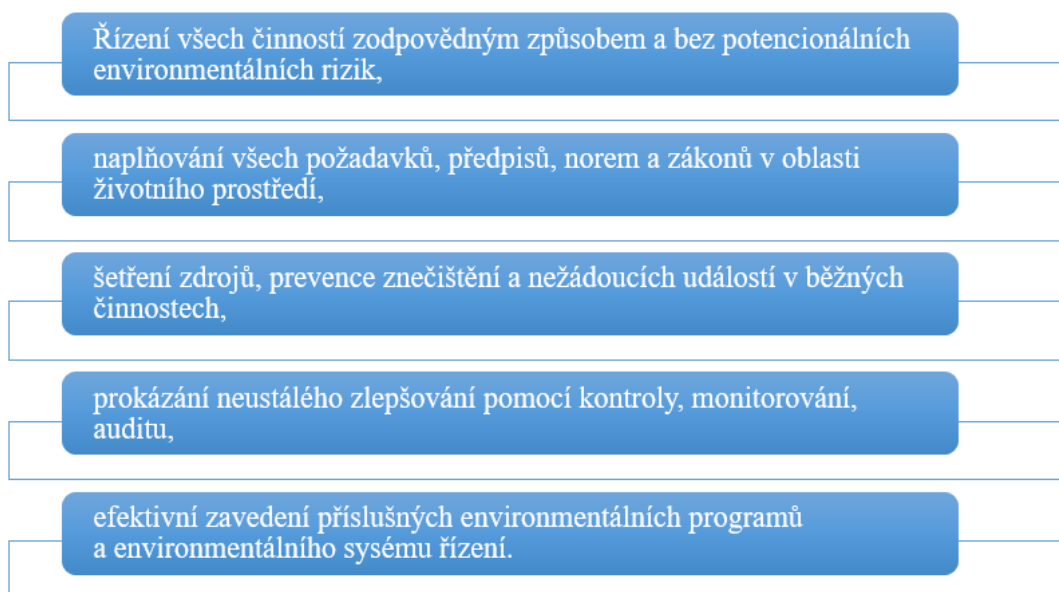 Řízení všech činností zodpovědným způsobem a bez potencionálních
environmentálních rizik,
naplňování všech požadavků, předpisů, norem a zákonů v oblasti
životního prostředí,
šetření zdrojů, prevence znečištění a nežádoucích událostí v běžných
činnostech,
prokázání neustálého zlepšování pomocí kontroly, monitorování,
auditu,
efektivní zavedení příslušných environmentálních programů
a environmentálního sysému řízení.